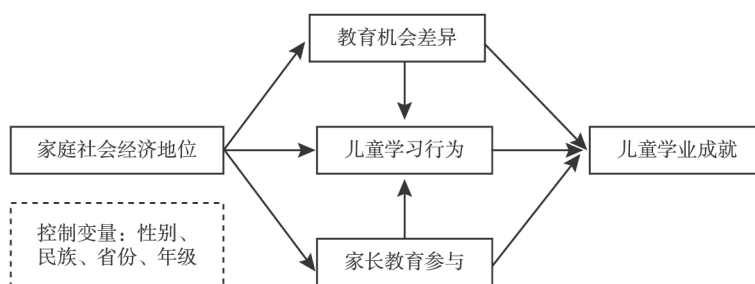 教育机会差异
家庭社会经济地位
儿童学习行为
儿童学业成就
控制变量：性别、
民族、省份、年级
家长教育参与